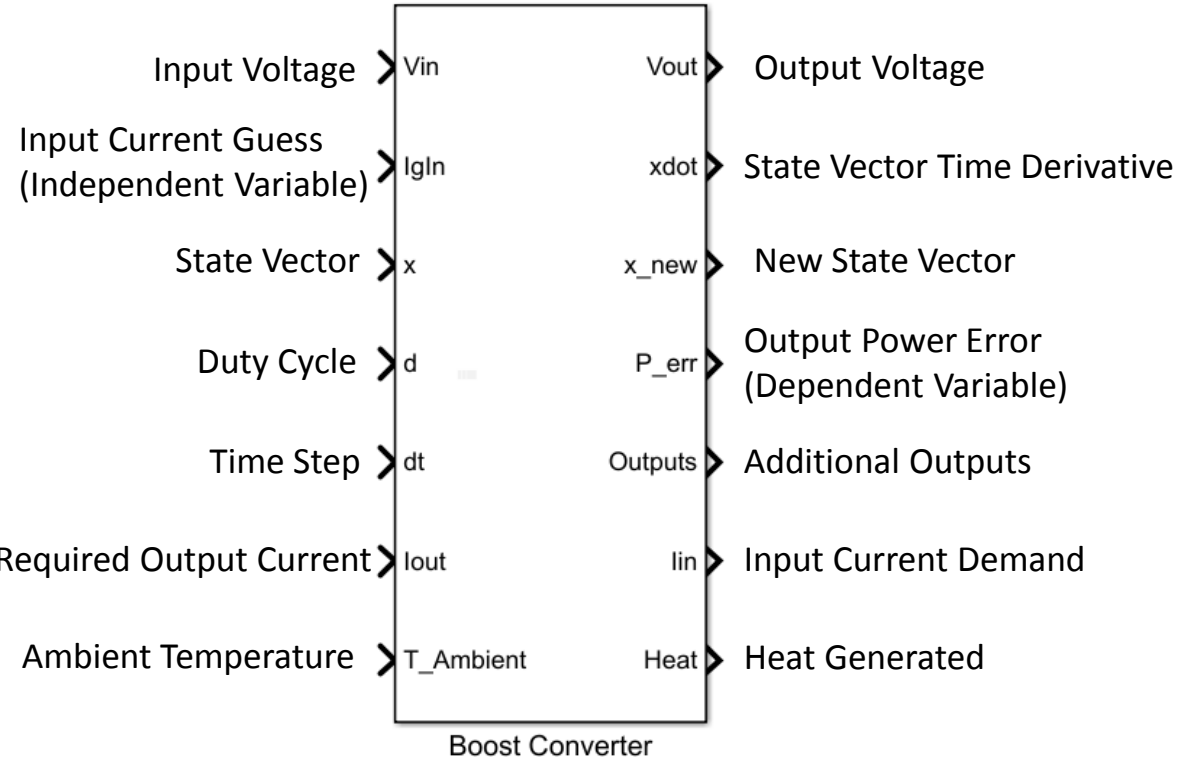 Input Voltage
Vin
Vout
Output Voltage
Input Current Guess
(Independent Variable)
IgIn
xdot
State Vector Time Derivative
State Vector
x
x_new
New State Vector
Duty Cycle
d
P_err
Output Power Error
(Dependent Variable)
Time Step
dt
Outputs
Additional Outputs
Required Output Current
Iout
Iin
Input Current Demand
Ambient Temperature
T_Ambient
Heat
Heat Generated
Boost Converter